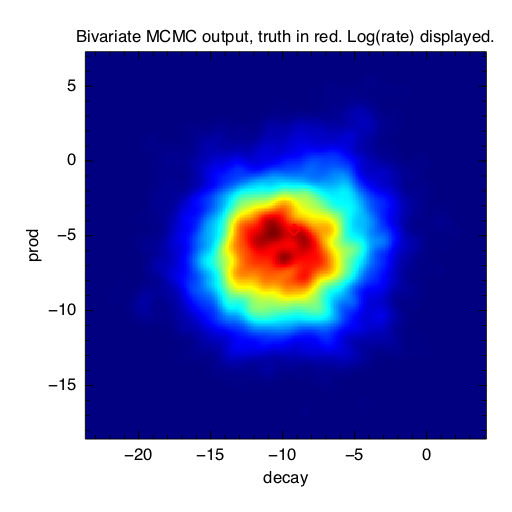 Bivariate MCMC output, truth in red. Log(rate) displayed.
5
0
−5
−10
−15
prod
−20 −15 −10 −5 0
decay